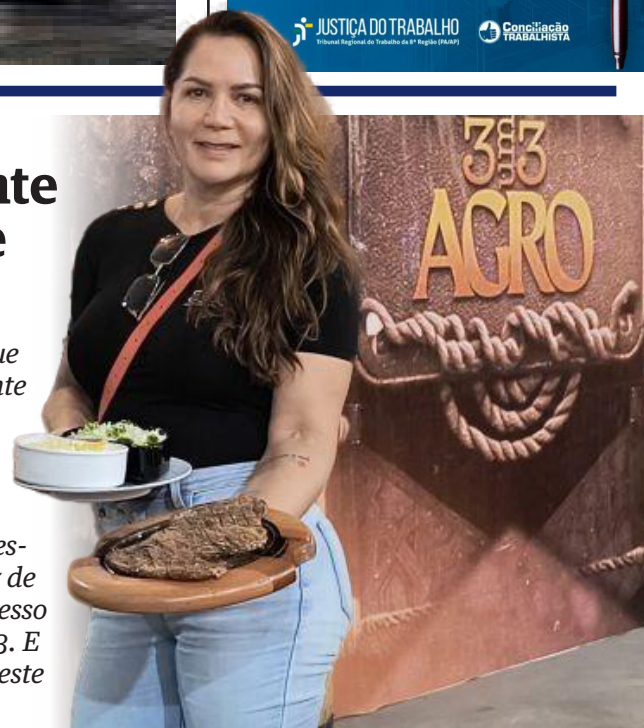 JUSTIÇA DO TRABALHO
Tribunal Regional do Trabalho da 8ª Região (PA/AP)
Conciliação
TRABALHISTA
nte
e
ue
nte
es-
de
esso
3. E
este
3 em 3
AGRO